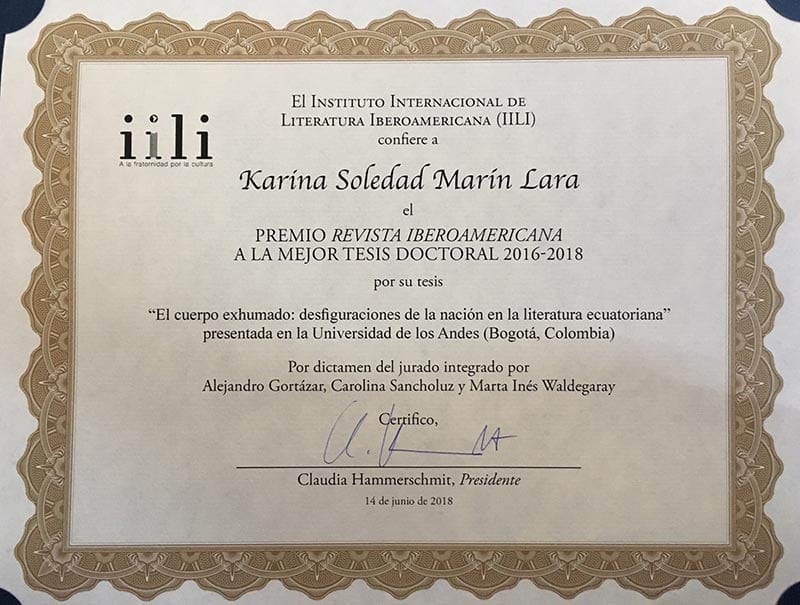 El Instituto Internacional de
Literatura Iberoamericana (IILI)
confiere a
iili
A la fraternidad por la cultura
Karina Soledad Marín Lara
el
PREMIO REVISTA IBEROAMERICANA
A LA MEJOR TESIS DOCTORAL 2016-2018
por su tesis
“El cuerpo exhumado: desfiguraciones de la nación en la literatura ecuatoriana”
presentada en la Universidad de los Andes (Bogotá, Colombia)
Por dictamen del jurado integrado por
Alejandro Gortázar, Carolina Sancholuz y Marta Inés Waldegaray
Certifico,
Claudia Hammerschmit, Presidente
14 de junio de 2018